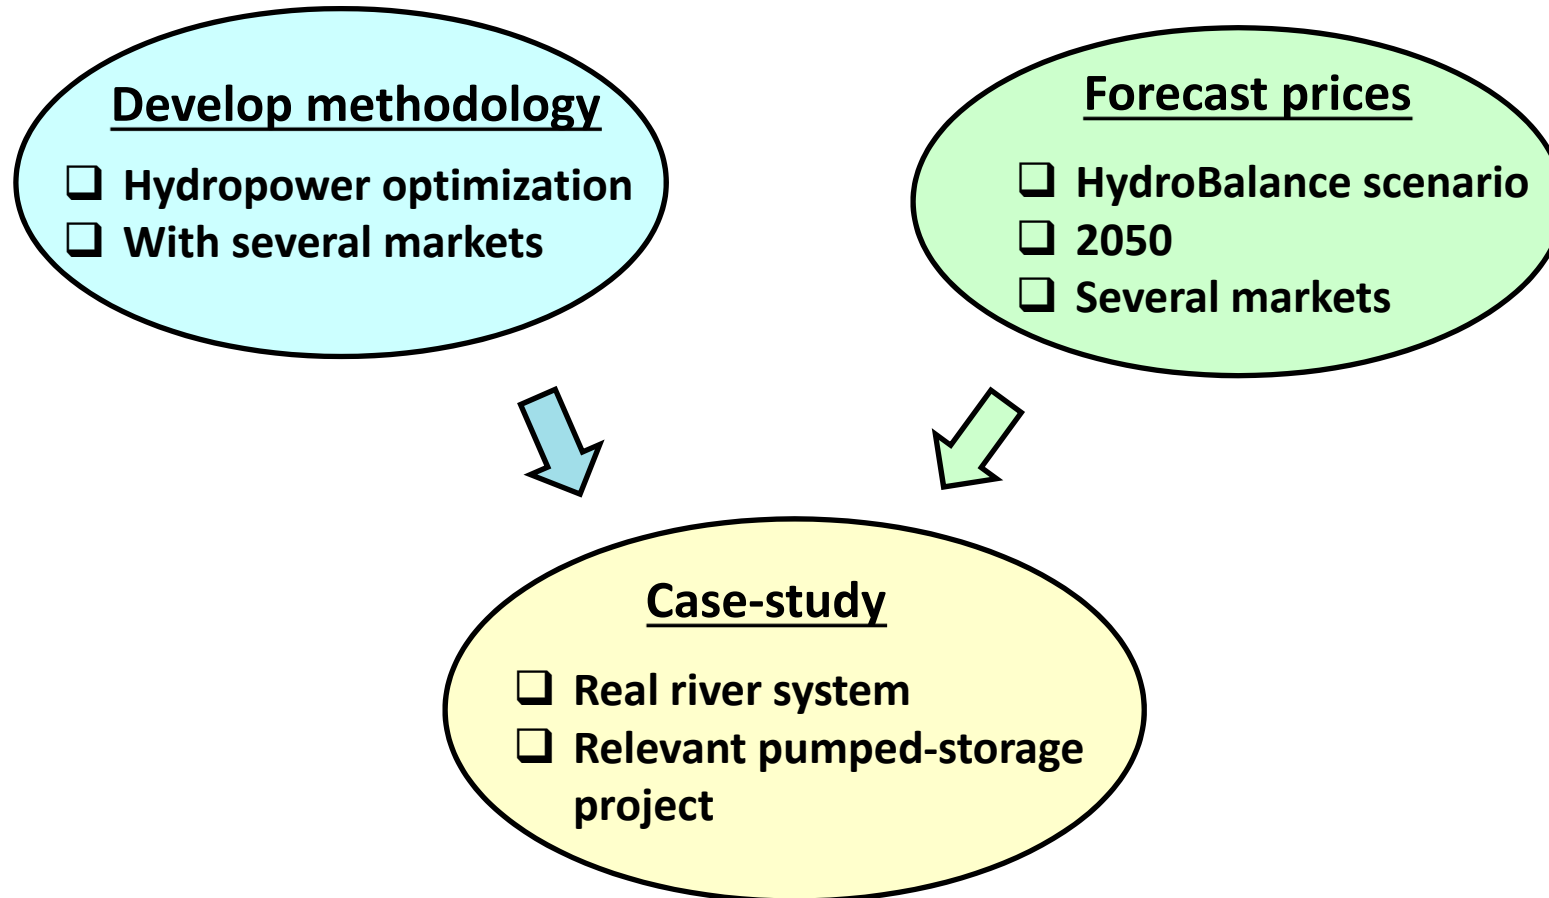 Develop methodology
❑ Hydropower optimization
❑ With several markets
Forecast prices
❑ HydroBalance scenario
❑ 2050
❑ Several markets
Case-study
❑ Real river system
❑ Relevant pumped-storage
project